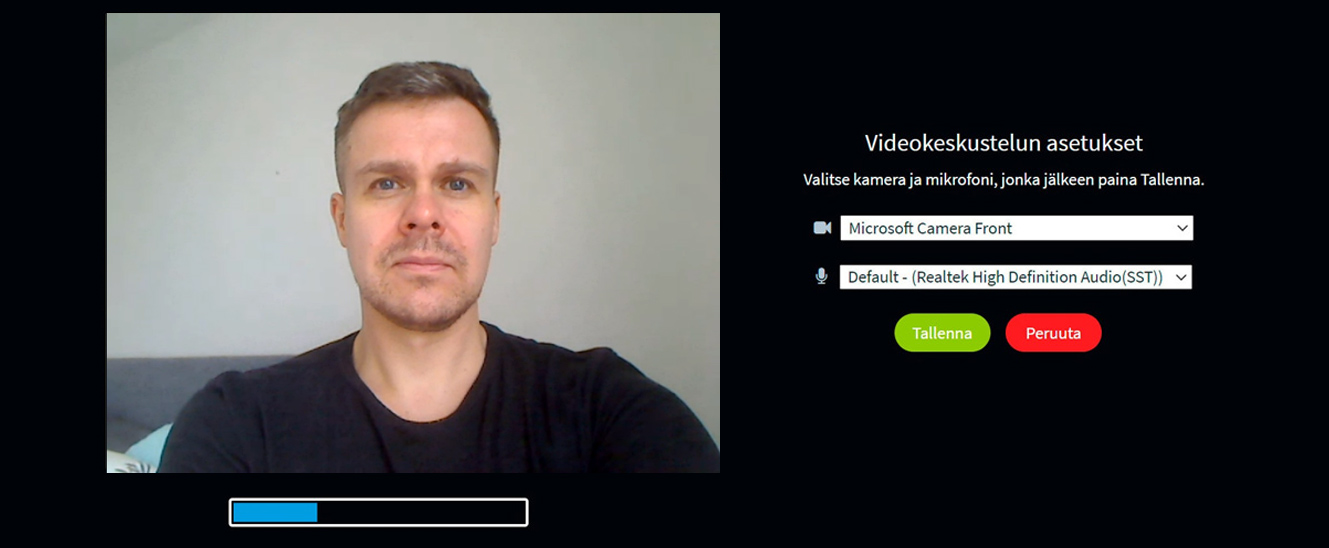 Videokeskustelun asetukset
Valitse kamera ja mikrofoni, jonka jälkeen paina Tallenna.
Microsoft Camera Front
Default - (Realtek High Definition Audio(SST))
Tallenna Peruuta